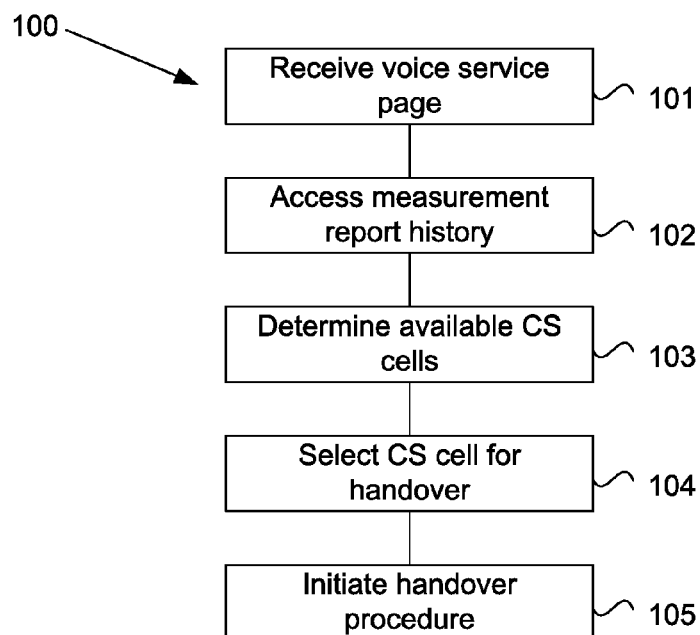 100
Receive voice service
page
101
Access measurement
report history
102
Determine available CS
cells
103
Select CS cell for
handover
104
Initiate handover
procedure
105